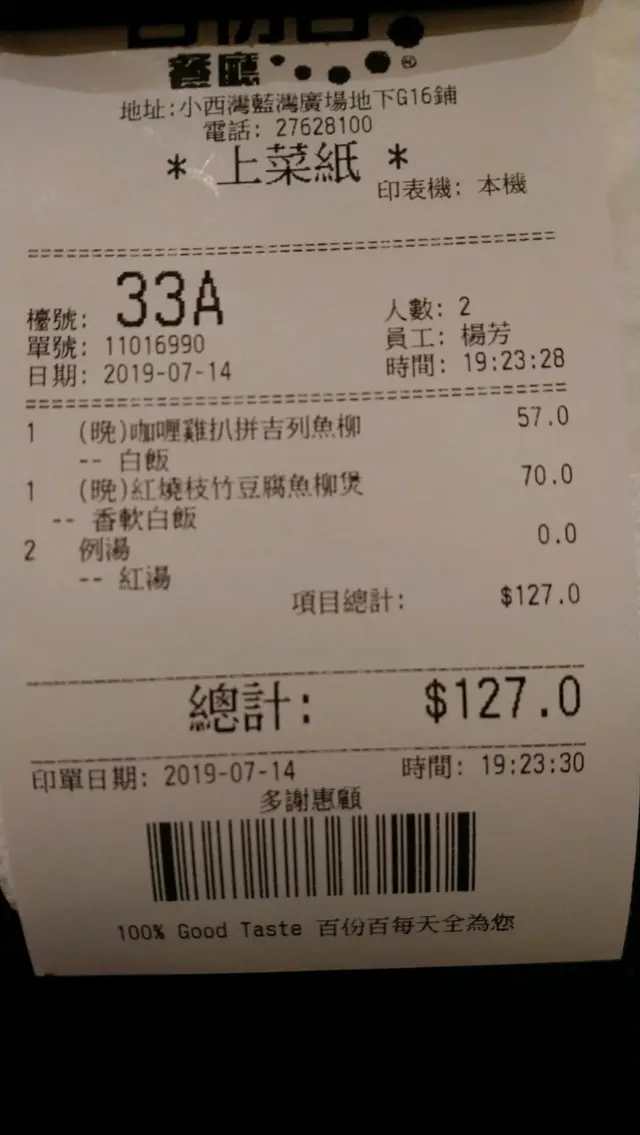 餐廳
地址:小西灣藍灣廣場地下G16鋪
電話: 27628100
* 上菜紙 *
印表機: 本機
檯號: 33A 人數: 2
單號: 11016990 員工: 楊芳
日期: 2019-07-14 時間: 19:23:28
1 (晚)咖喱雞扒拼吉列魚柳 57.0
-- 白飯
1 (晚)紅燒枝竹豆腐魚柳煲 70.0
-- 香軟白飯
2 例湯 0.0
-- 紅湯
項目總計: $127.0
總計: $127.0
印單日期: 2019-07-14 時間: 19:23:30
多謝惠顧
100% Good Taste 百份百每天全為您